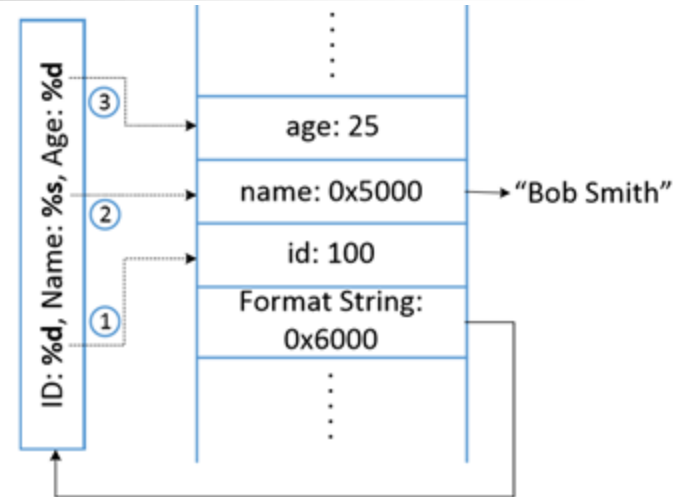 ID: %d, Name: %s, Age: %d
3
2
1
age: 25
name: 0x5000
"Bob Smith"
id: 100
Format String:
0x6000